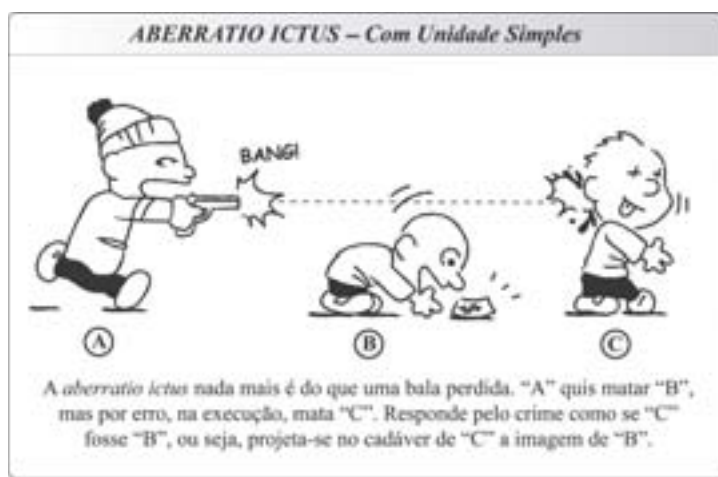 ABERRATIO ICTUS – Com Unidade Simples
BANG!
A
B
C
A aberratio ictus nada mais é do que uma bala perdida. “A” quis matar “B”,
mas por erro, na execução, mata “C”. Responde pelo crime como se “C”
fosse “B”, ou seja, projeta-se no cadáver de “C” a imagem de “B”.